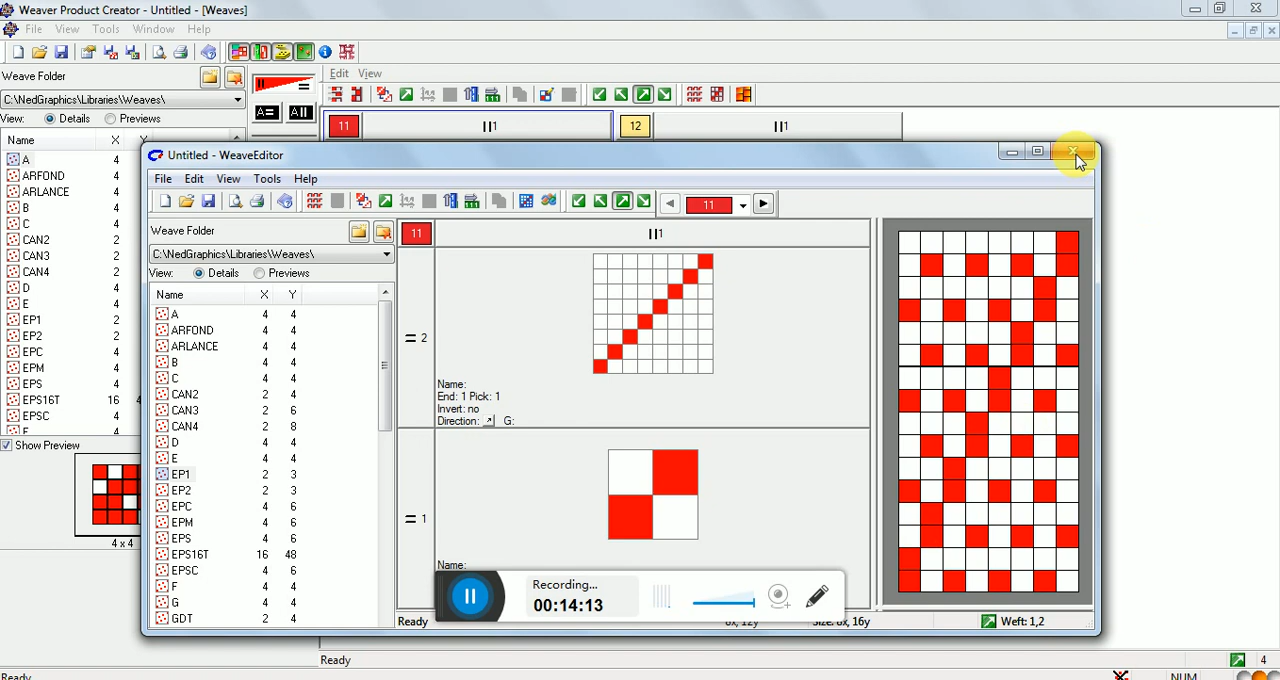 Weaver Product Creator - Untitled - [Weaves]
File View Tools Window Help
Weave Folder
Edit View
C:\NedGraphics\Libraries\Weaves\
A= AII
View: Details Previews
11 II1 12 II1
Name X Y
A 4
ARFOND 4
ARLANCE 4
B 4
C 4
CAN2 2
CAN3 2
CAN4 2
D 4
E 4
EP1 2
EP2 2
EPC 4
EPM 4
EPS 4
EPS16T 16
EPSC 4
Show Preview
4 x 4
Ready
Untitled - WeaveEditor
File Edit View Tools Help
11
Weave Folder
C:\NedGraphics\Libraries\Weaves\
View: Details Previews
Name X Y
A 4 4
ARFOND 4 4
ARLANCE 4 4
B 4 4
C 4 4
CAN2 2 4
CAN3 2 6
CAN4 2 8
D 4 4
E 4 4
EP1 2 3
EP2 2 3
EPC 4 6
EPM 4 6
EPS 4 6
EPS16T 16 48
EPSC 4 6
F 4 4
G 4 4
GDT 2 4
11 II1
= 2
Name:
End: 1 Pick: 1
Invert: no
Direction: G:
= 1
Name:
Recording...
00:14:13
Ready
Weft: 1,2
Ready
4
NUM